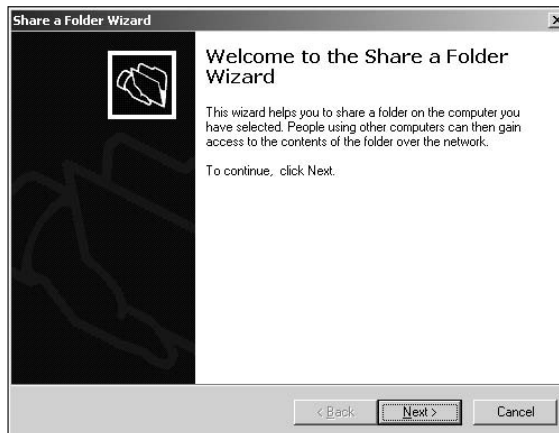 Share a Folder Wizard
Welcome to the Share a Folder
Wizard
This wizard helps you to share a folder on the computer you
have selected. People using other computers can then gain
access to the contents of the folder over the network.
To continue, click Next.
< Back
Next >
Cancel